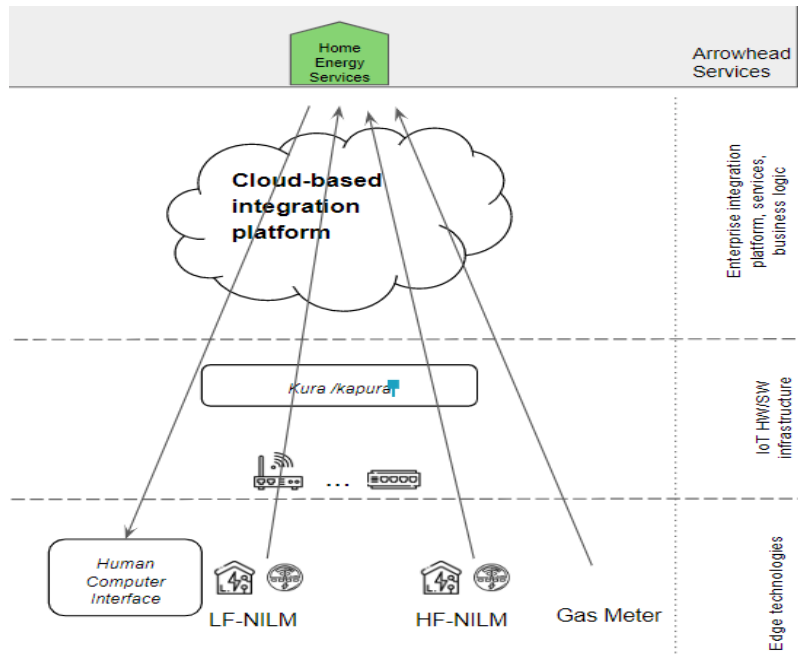 Home
Energy
Services
Arrowhead
Services
Cloud-based
integration
platform
Enterprise integration
platform, services,
business logic
Kura /kapura
IoT HW/SW
infrastructure
...
Human
Computer
Interface
LF-NILM
HF-NILM
Gas Meter
Edge technologies